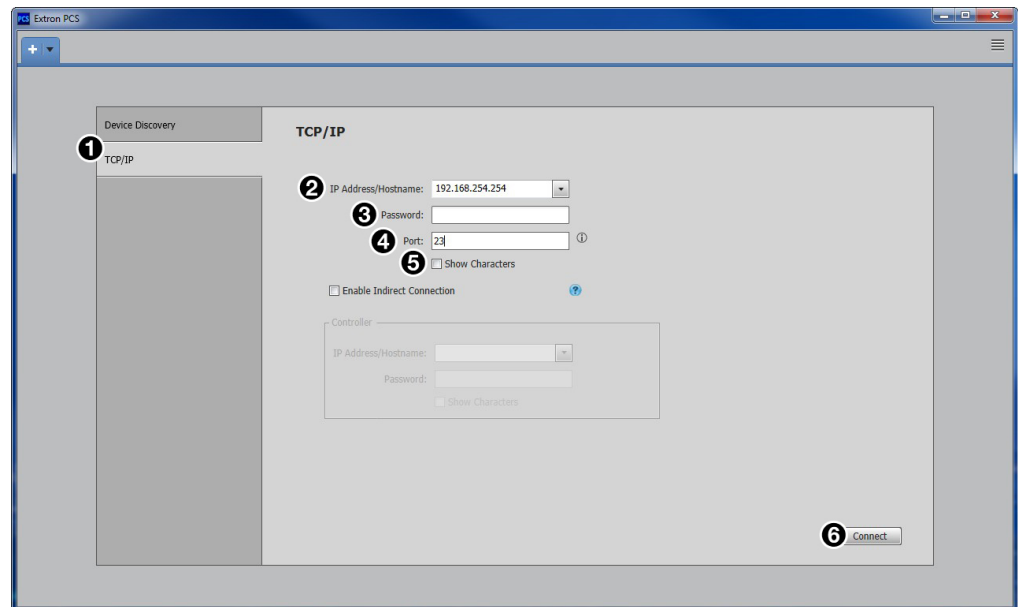 PCS Extron PCS
+
Device Discovery
1
TCP/IP
TCP/IP
2 IP Address/Hostname: 192.168.254.254
3 Password:
4 Port: 23
5 Show Characters
Enable Indirect Connection ?
Controller
IP Address/Hostname:
Password:
Show Characters
6 Connect